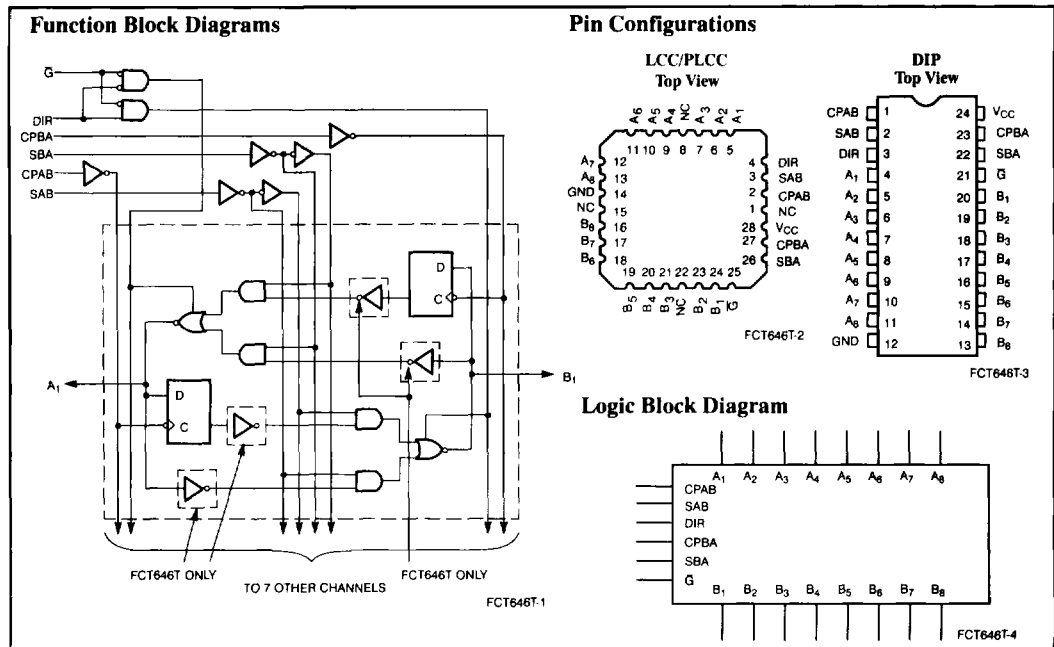 Function Block Diagrams
G̅
DIR
CPBA
SBA
CPAB
SAB
D
C
A₁
B₁
D
C
FCT646T ONLY
TO 7 OTHER CHANNELS
FCT646T ONLY
FCT646T-1
Pin Configurations
LCC/PLCC
Top View
A₆ A₅ A₄ NC A₃ A₂ A₁
11 10 9 8 7 6 5
A₇ 12
A₈ 13
GND 14
NC 15
B₈ 16
B₇ 17
B₆ 18
4 DIR
3 SAB
2 CPAB
1 NC
28 VCC
27 CPBA
26 SBA
19 20 21 22 23 24 25
B₅ B₄ B₃ NC B₂ B₁ G̅
FCT646T-2
DIP
Top View
CPAB 1 24 VCC
SAB 2 23 CPBA
DIR 3 22 SBA
A₁ 4 21 G̅
A₂ 5 20 B₁
A₃ 6 19 B₂
A₄ 7 18 B₃
A₅ 8 17 B₄
A₆ 9 16 B₅
A₇ 10 15 B₆
A₈ 11 14 B₇
GND 12 13 B₈
FCT646T-3
Logic Block Diagram
A₁ A₂ A₃ A₄ A₅ A₆ A₇ A₈
CPAB
SAB
DIR
CPBA
SBA
G̅
B₁ B₂ B₃ B₄ B₅ B₆ B₇ B₈
FCT646T-4